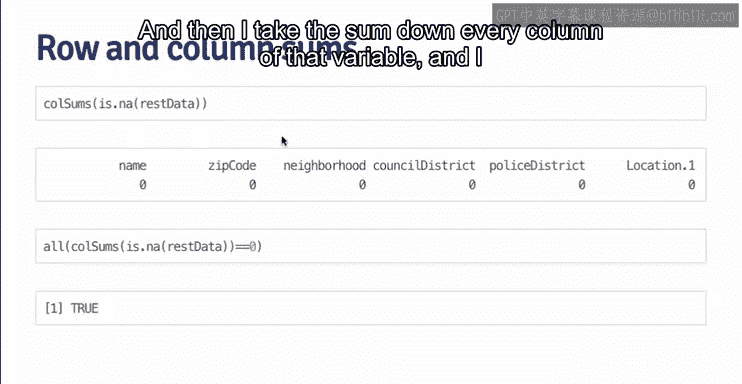 Row and column sums
And then I take the sum down every column
of that variable, and I
colSums(is.na(restData))
name zipCode neighborhood councilDistrict policeDistrict Location.1
0 0 0 0 0 0
all(colSums(is.na(restData))==0)
[1] TRUE